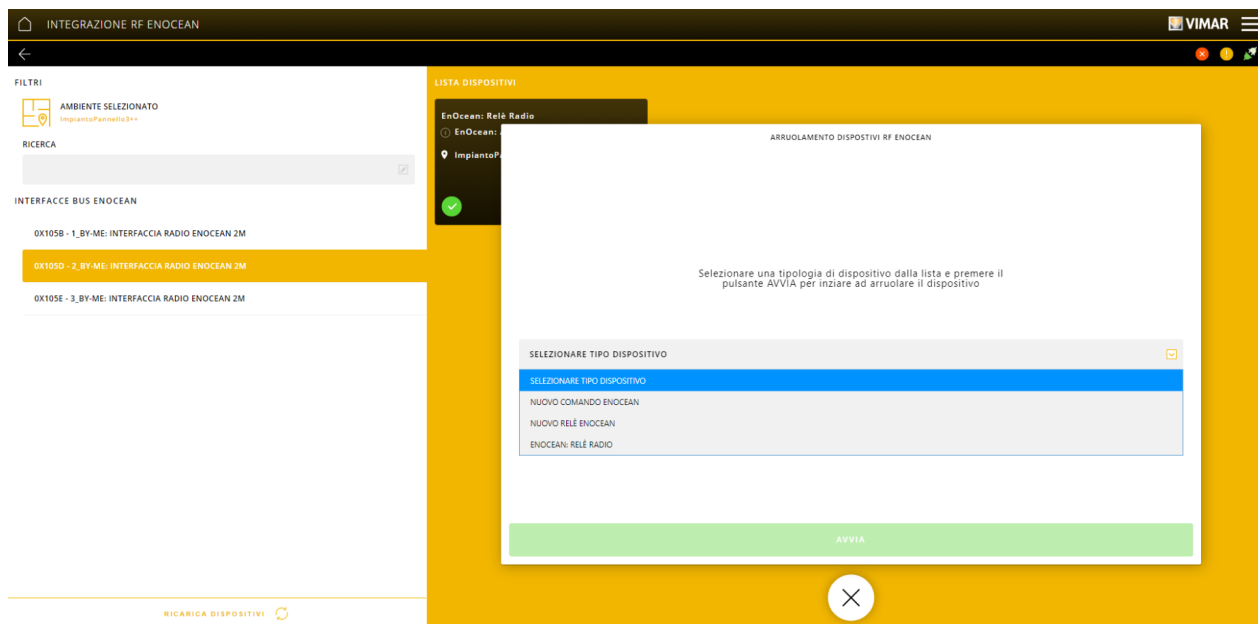 INTEGRAZIONE RF ENOCEAN
VIMAR
FILTRI
AMBIENTE SELEZIONATO
ImpiantoPannello3++
RICERCA
INTERFACCE BUS ENOCEAN
0X105B - 1_BY-ME: INTERFACCIA RADIO ENOCEAN 2M
0X105D - 2_BY-ME: INTERFACCIA RADIO ENOCEAN 2M
0X105E - 3_BY-ME: INTERFACCIA RADIO ENOCEAN 2M
RICARICA DISPOSITIVI
LISTA DISPOSITIVI
EnOcean: Relè Radio
EnOcean:
ImpiantoPa
ARRUOLAMENTO DISPOSTIVI RF ENOCEAN
Selezionare una tipologia di dispositivo dalla lista e premere il
pulsante AVVIA per inziare ad arruolare il dispositivo
SELEZIONARE TIPO DISPOSITIVO
SELEZIONARE TIPO DISPOSITIVO
NUOVO COMANDO ENOCEAN
NUOVO RELÈ ENOCEAN
ENOCEAN: RELÈ RADIO
AVVIA